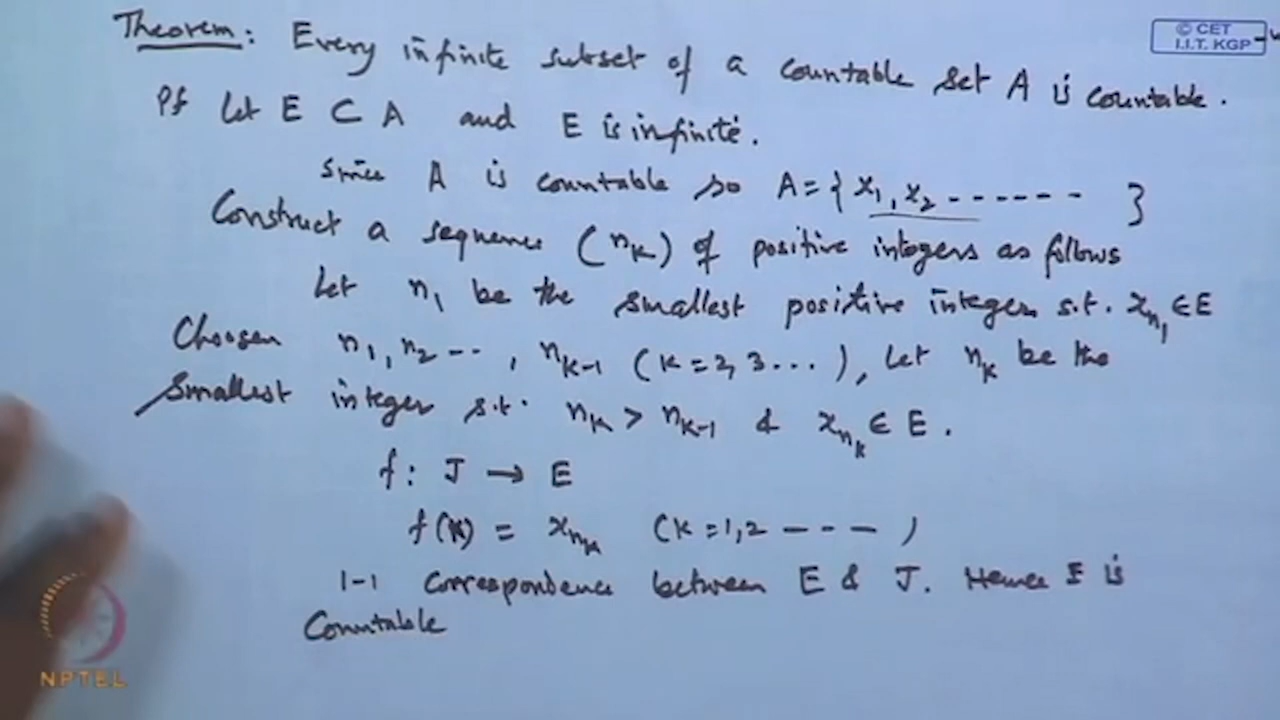 Theorem: Every infinite subset of a countable set A is countable.
© CET
I.I.T. KGP
Pf Let E ⊂ A and E is infinite.
Since A is countable so A = { x₁, x₂ ------ }
Construct a sequence (nₖ) of positive integers as follows
Let n₁ be the smallest positive integer s.t. xₙ₁ ∈ E
Choosen n₁, n₂ --, nₖ₋₁ (k = 2, 3 ...), Let nₖ be the
smallest integer s.t. nₖ > nₖ₋₁ & xₙₖ ∈ E.
f: J → E
f(k) = xₙₖ (k = 1, 2 ---- )
1-1 correspondence between E & J. Hence E is
Countable
NPTEL